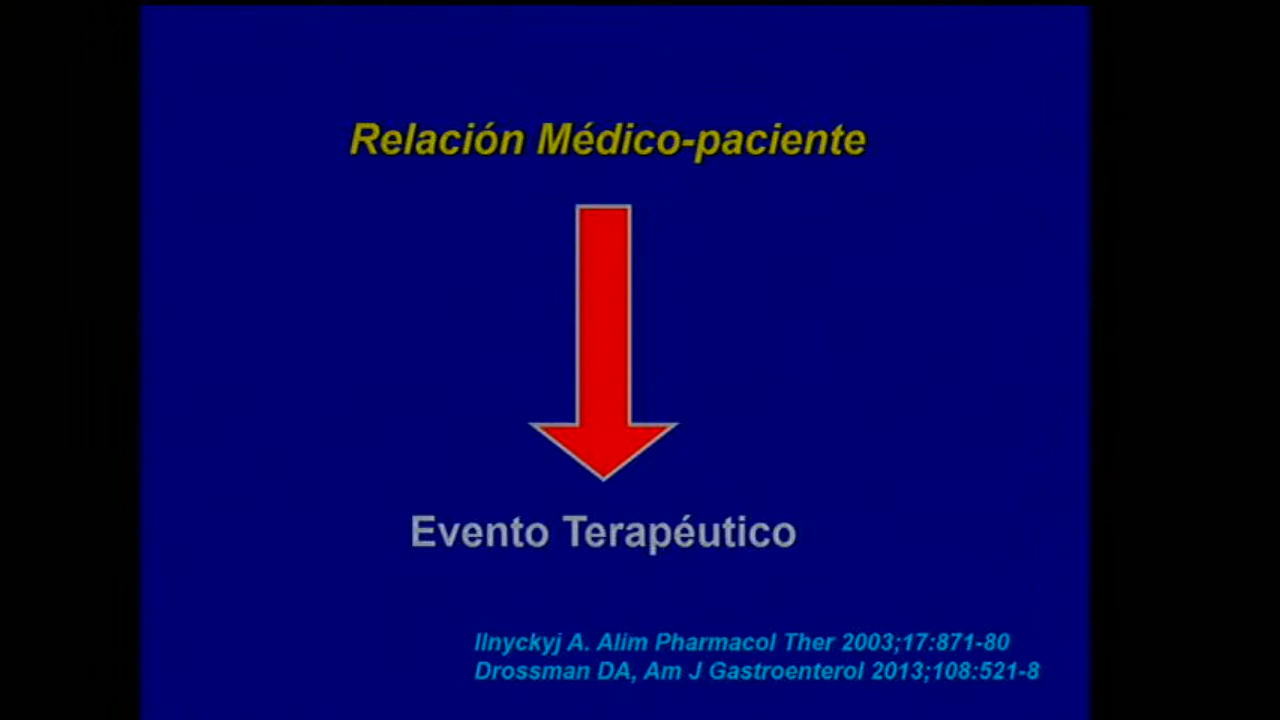 Relación Médico-paciente
Evento Terapéutico
Ilnyckyj A. Alim Pharmacol Ther 2003;17:871-80
Drossman DA, Am J Gastroenterol 2013;108:521-8